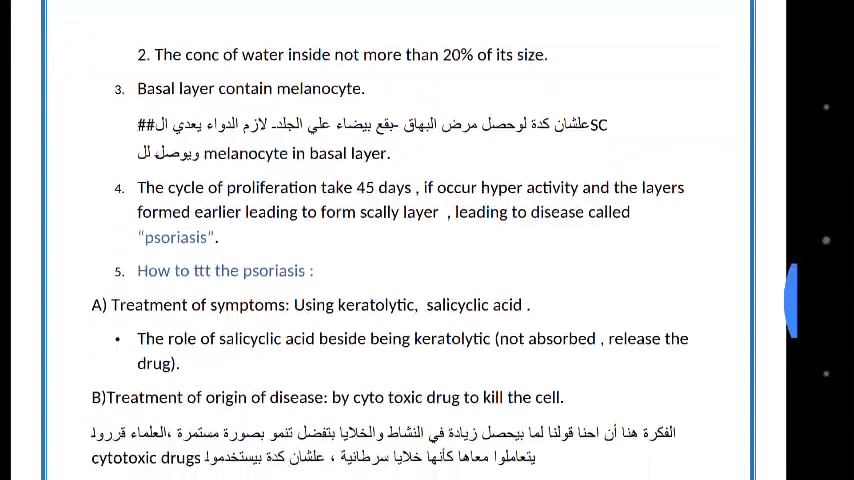 2. The conc of water inside not more than 20% of its size.
3. Basal layer contain melanocyte.
##علشان كدة لوحصل مرض البهاق -بقع بيضاء علي الجلد- لازم الدواء يعدي ال SC
ويوصل لل melanocyte in basal layer.
4. The cycle of proliferation take 45 days , if occur hyper activity and the layers
formed earlier leading to form scally layer , leading to disease called
“psoriasis”.
5. How to ttt the psoriasis :
A) Treatment of symptoms: Using keratolytic, salicyclic acid .
• The role of salicyclic acid beside being keratolytic (not absorbed , release the
drug).
B)Treatment of origin of disease: by cyto toxic drug to kill the cell.
الفكرة هنا أن احنا قولنا لما بيحصل زيادة في النشاط والخلايا بتفضل تنمو بصورة مستمرة ،العلماء قرروا
يتعاملوا معاها كأنها خلايا سرطانية ، علشان كدة بيستخدموا cytotoxic drugs